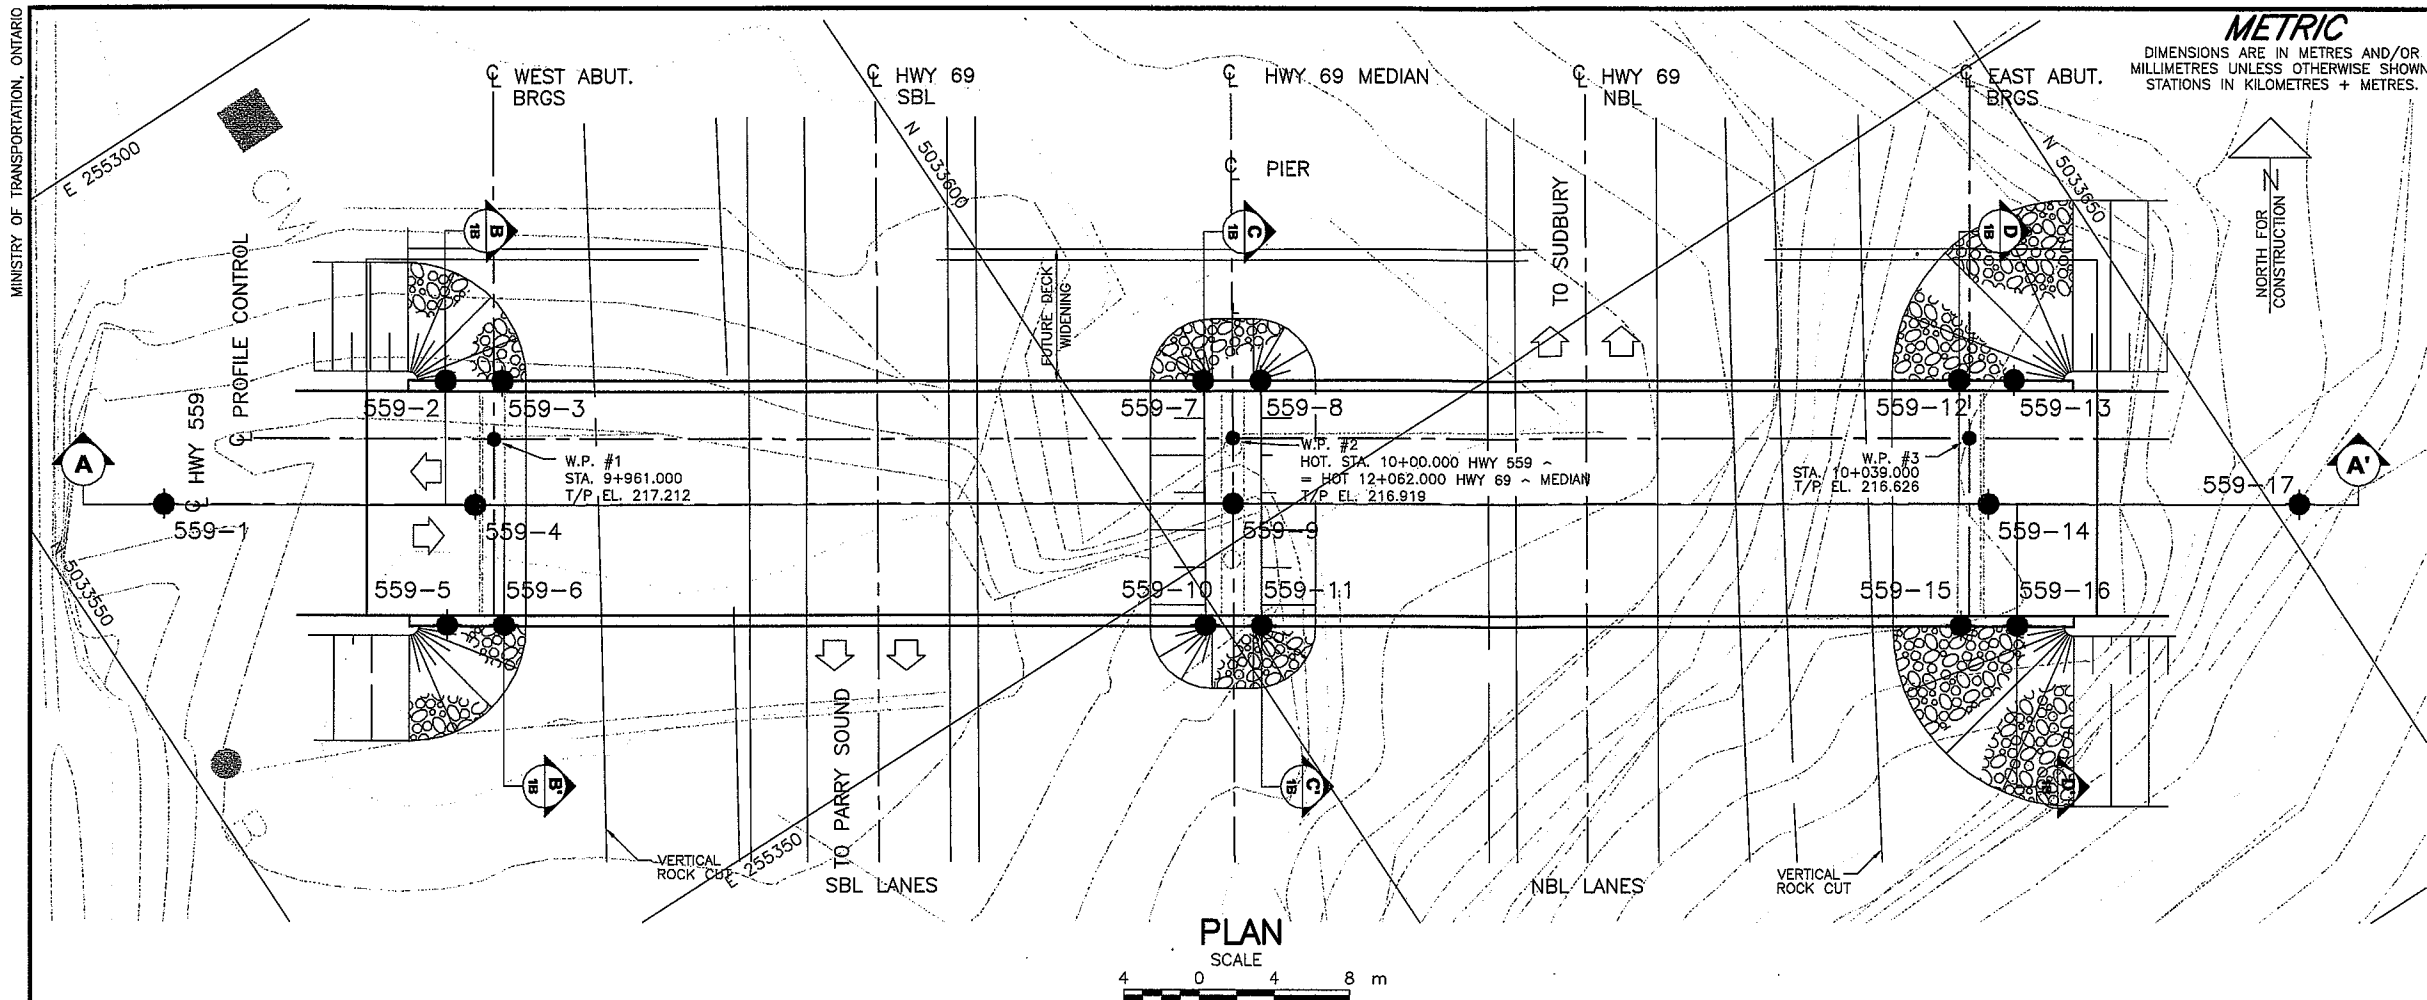 MINISTRY OF TRANSPORTATION, ONTARIO
METRIC
DIMENSIONS ARE IN METRES AND/OR
MILLIMETRES UNLESS OTHERWISE SHOWN
STATIONS IN KILOMETRES + METRES.
℄ WEST ABUT.
BRGS
℄ HWY 69
SBL
℄ HWY 69 MEDIAN
℄ PIER
℄ HWY 69
NBL
℄ EAST ABUT.
BRGS
E 255300
N 5033600
N 5033650
N
NORTH FOR
CONSTRUCTION
CM
B
1B
C
1B
D
1B
℄ PROFILE CONTROL
℄ HWY 559
FUTURE DECK
WIDENING
TO SUDBURY
559-2
559-3
559-7
559-8
559-12
559-13
A
W.P. #1
STA. 9+961.000
T/P EL. 217.212
W.P. #2
HOT. STA. 10+00.000 HWY 559 ~
= HOT 12+062.000 HWY 69 ~ MEDIAN
T/P EL. 216.919
W.P. #3
STA. 10+039.000
T/P EL. 216.626
A'
559-1
559-4
559-9
559-14
559-17
559-5
559-6
559-10
559-11
559-15
559-16
5033550
TO PARRY SOUND
B'
1B
C'
1B
D'
1B
VERTICAL
ROCK CUT
E 255350
SBL LANES
NBL LANES
VERTICAL
ROCK CUT
PLAN
SCALE
4 0 4 8 m